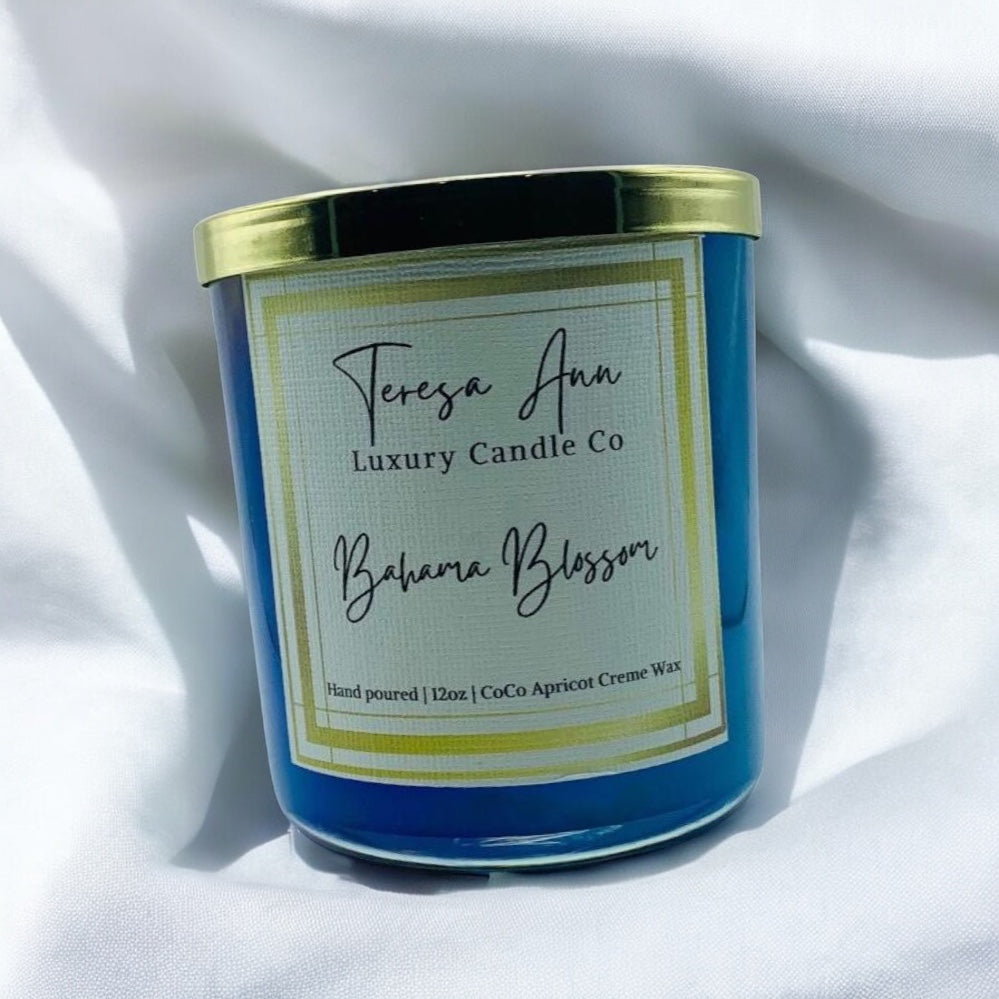 Teresa Ann
Luxury Candle Co
Bahama Blossom
Hand poured | 12oz | CoCo Apricot Creme Wax